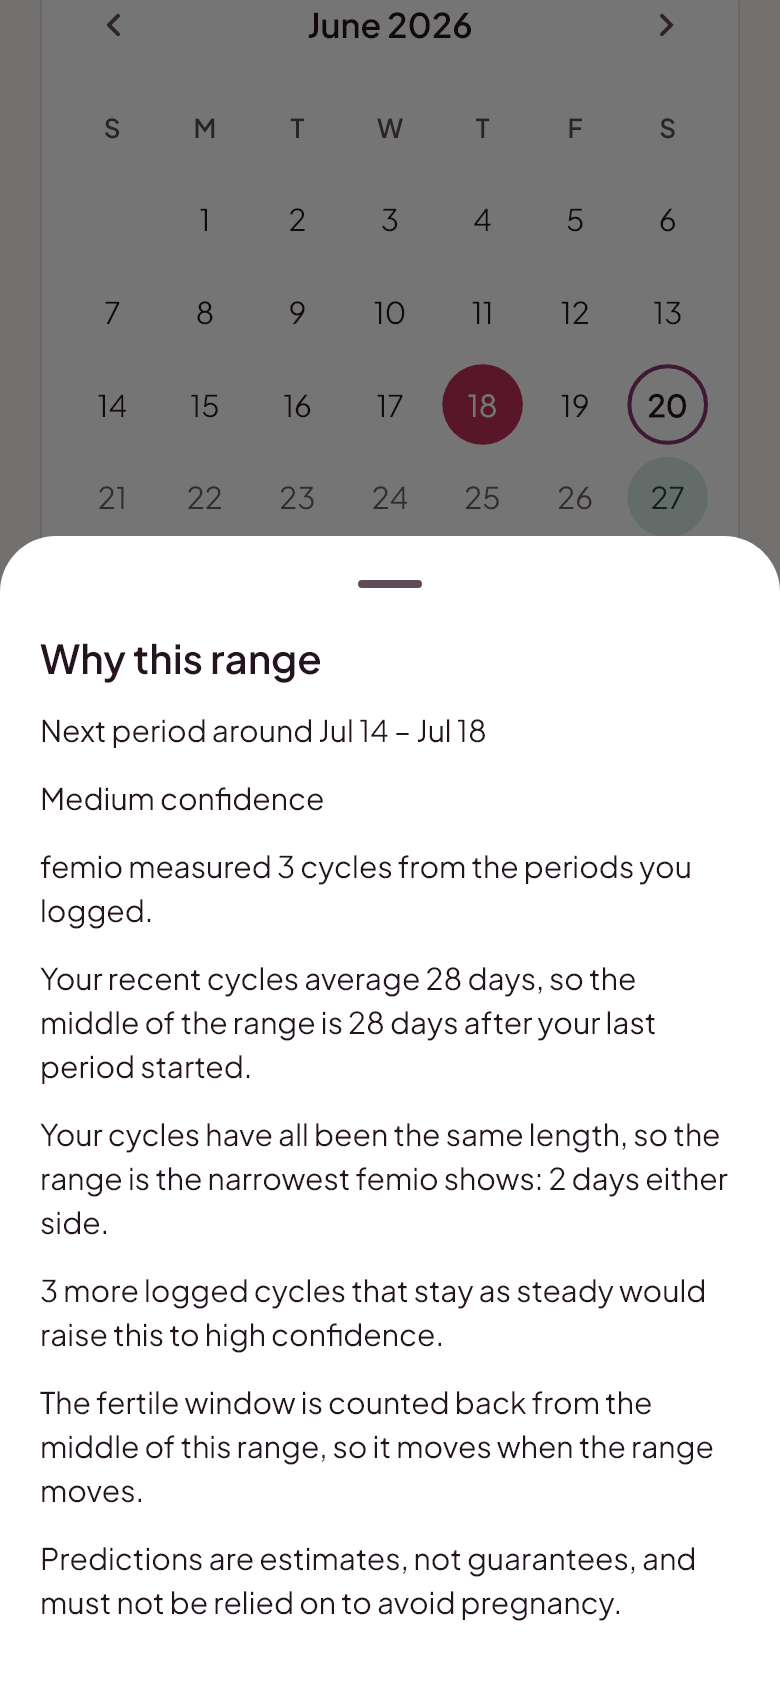 June 2026
S M T W T F S
1 2 3 4 5 6
7 8 9 10 11 12 13
14 15 16 17 18 19 20
21 22 23 24 25 26 27
Why this range
Next period around Jul 14 – Jul 18
Medium confidence
femio measured 3 cycles from the periods you
logged.
Your recent cycles average 28 days, so the
middle of the range is 28 days after your last
period started.
Your cycles have all been the same length, so the
range is the narrowest femio shows: 2 days either
side.
3 more logged cycles that stay as steady would
raise this to high confidence.
The fertile window is counted back from the
middle of this range, so it moves when the range
moves.
Predictions are estimates, not guarantees, and
must not be relied on to avoid pregnancy.